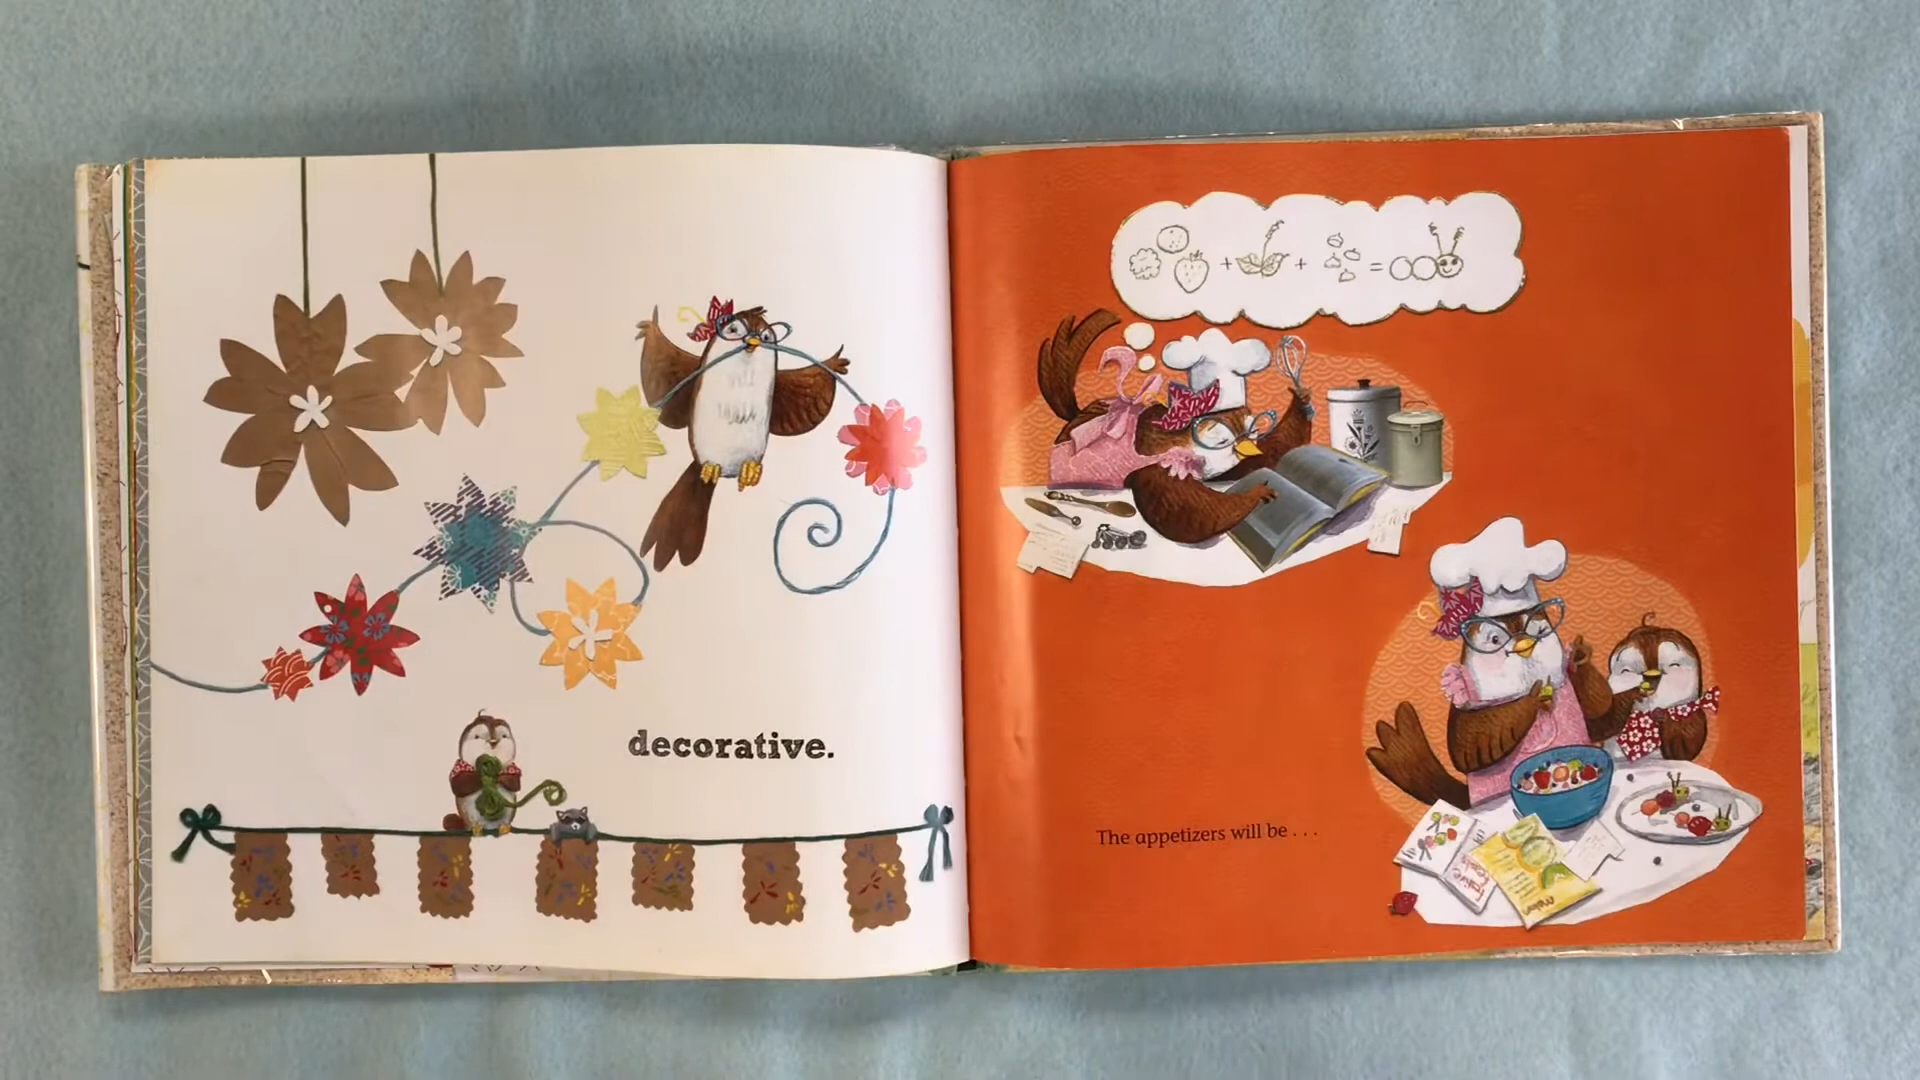 decorative.
The appetizers will be . . .